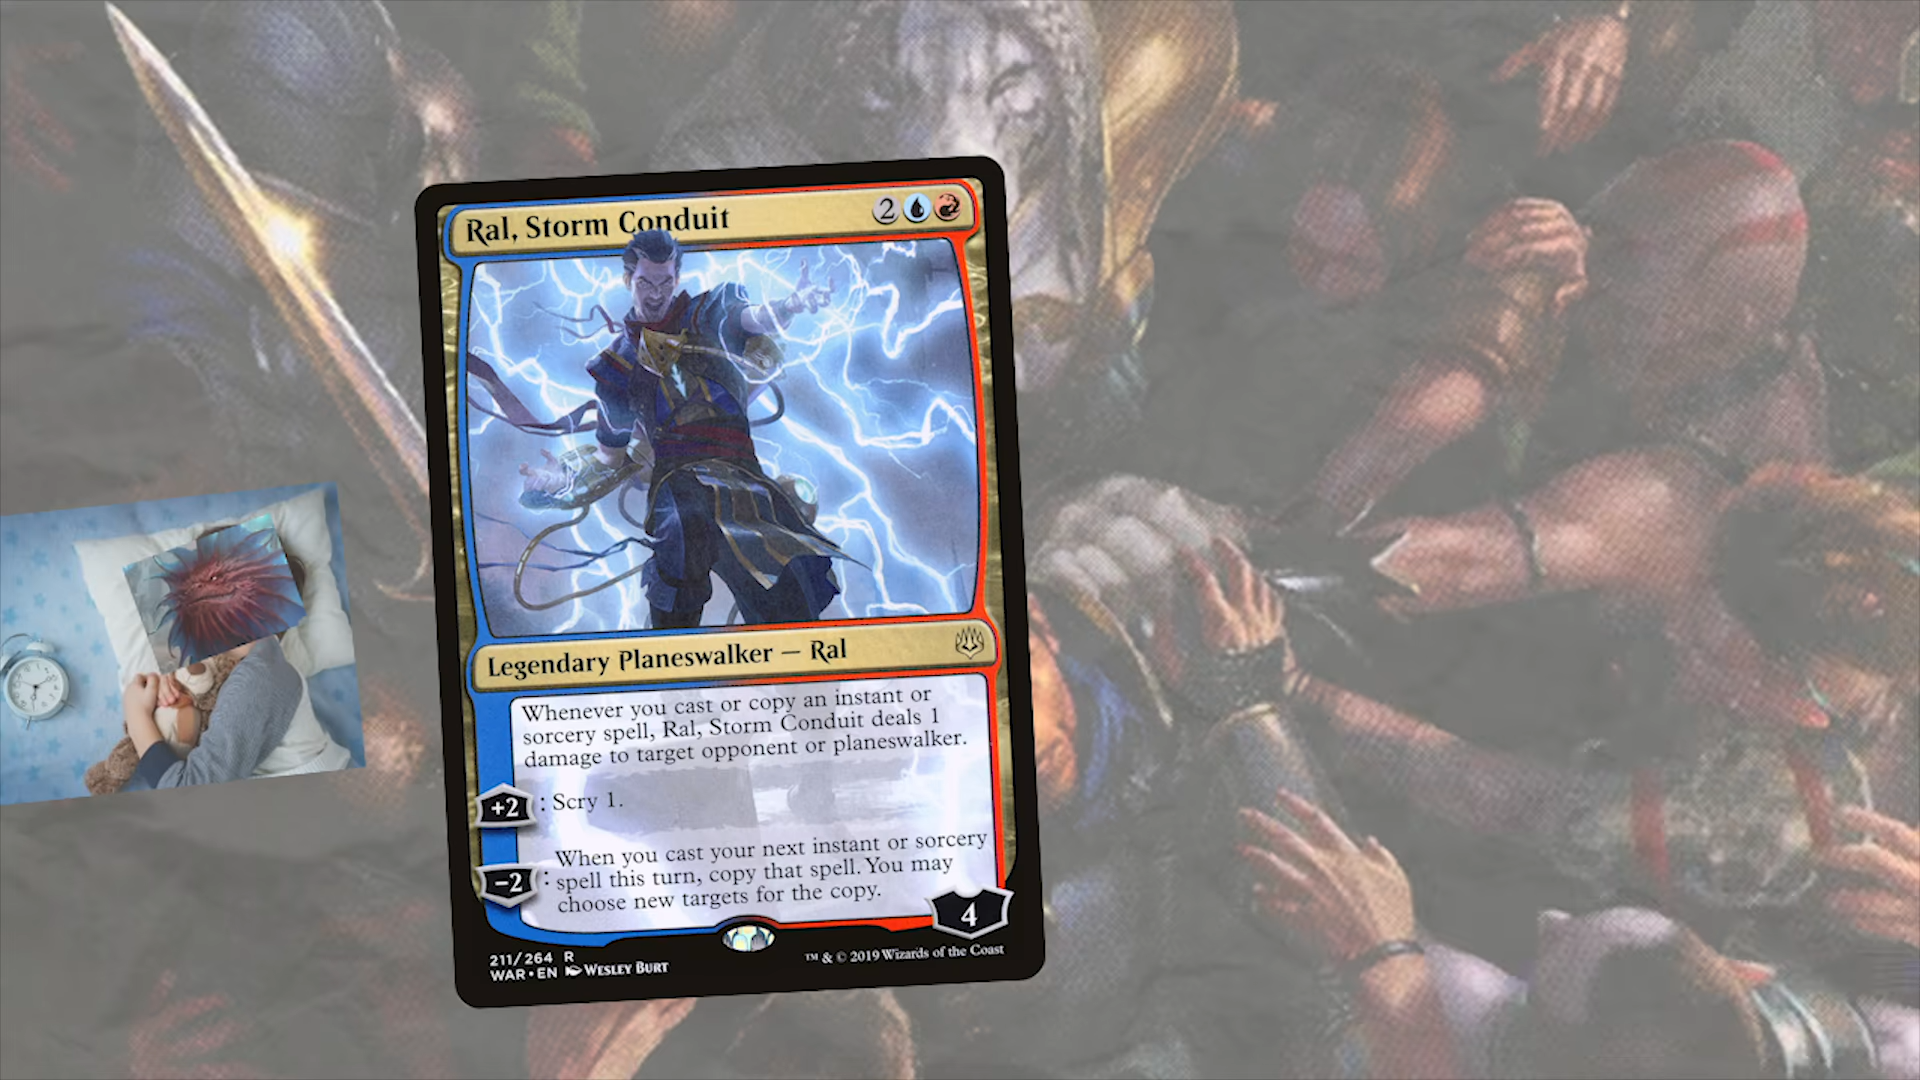 Ral, Storm Conduit 2
Legendary Planeswalker — Ral
Whenever you cast or copy an instant or
sorcery spell, Ral, Storm Conduit deals 1
damage to target opponent or planeswalker.
+2 : Scry 1.
When you cast your next instant or sorcery
−2 : spell this turn, copy that spell. You may
choose new targets for the copy.
4
211/264 R
WAR • EN Wesley Burt
™ & © 2019 Wizards of the Coast